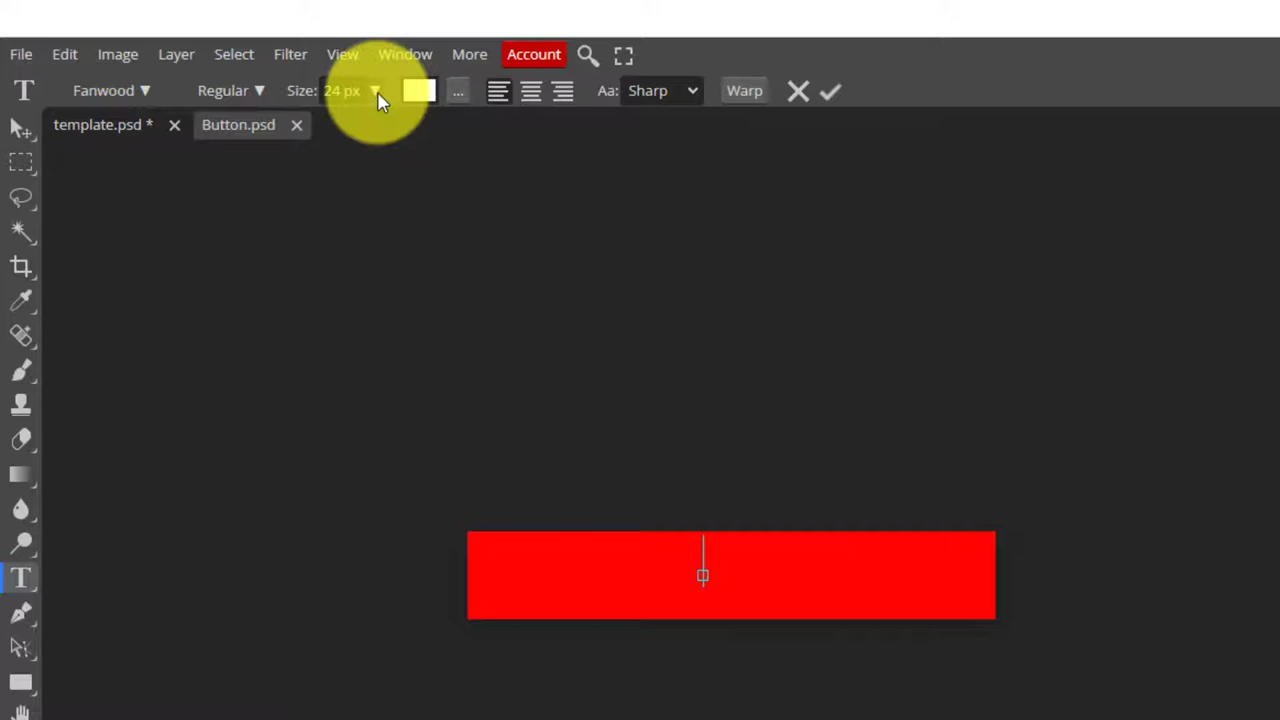 File Edit Image Layer Select Filter View Window More Account
T Fanwood ▼ Regular ▼ Size: 24 px ▼ ... Aa: Sharp Warp
template.psd * Button.psd
T